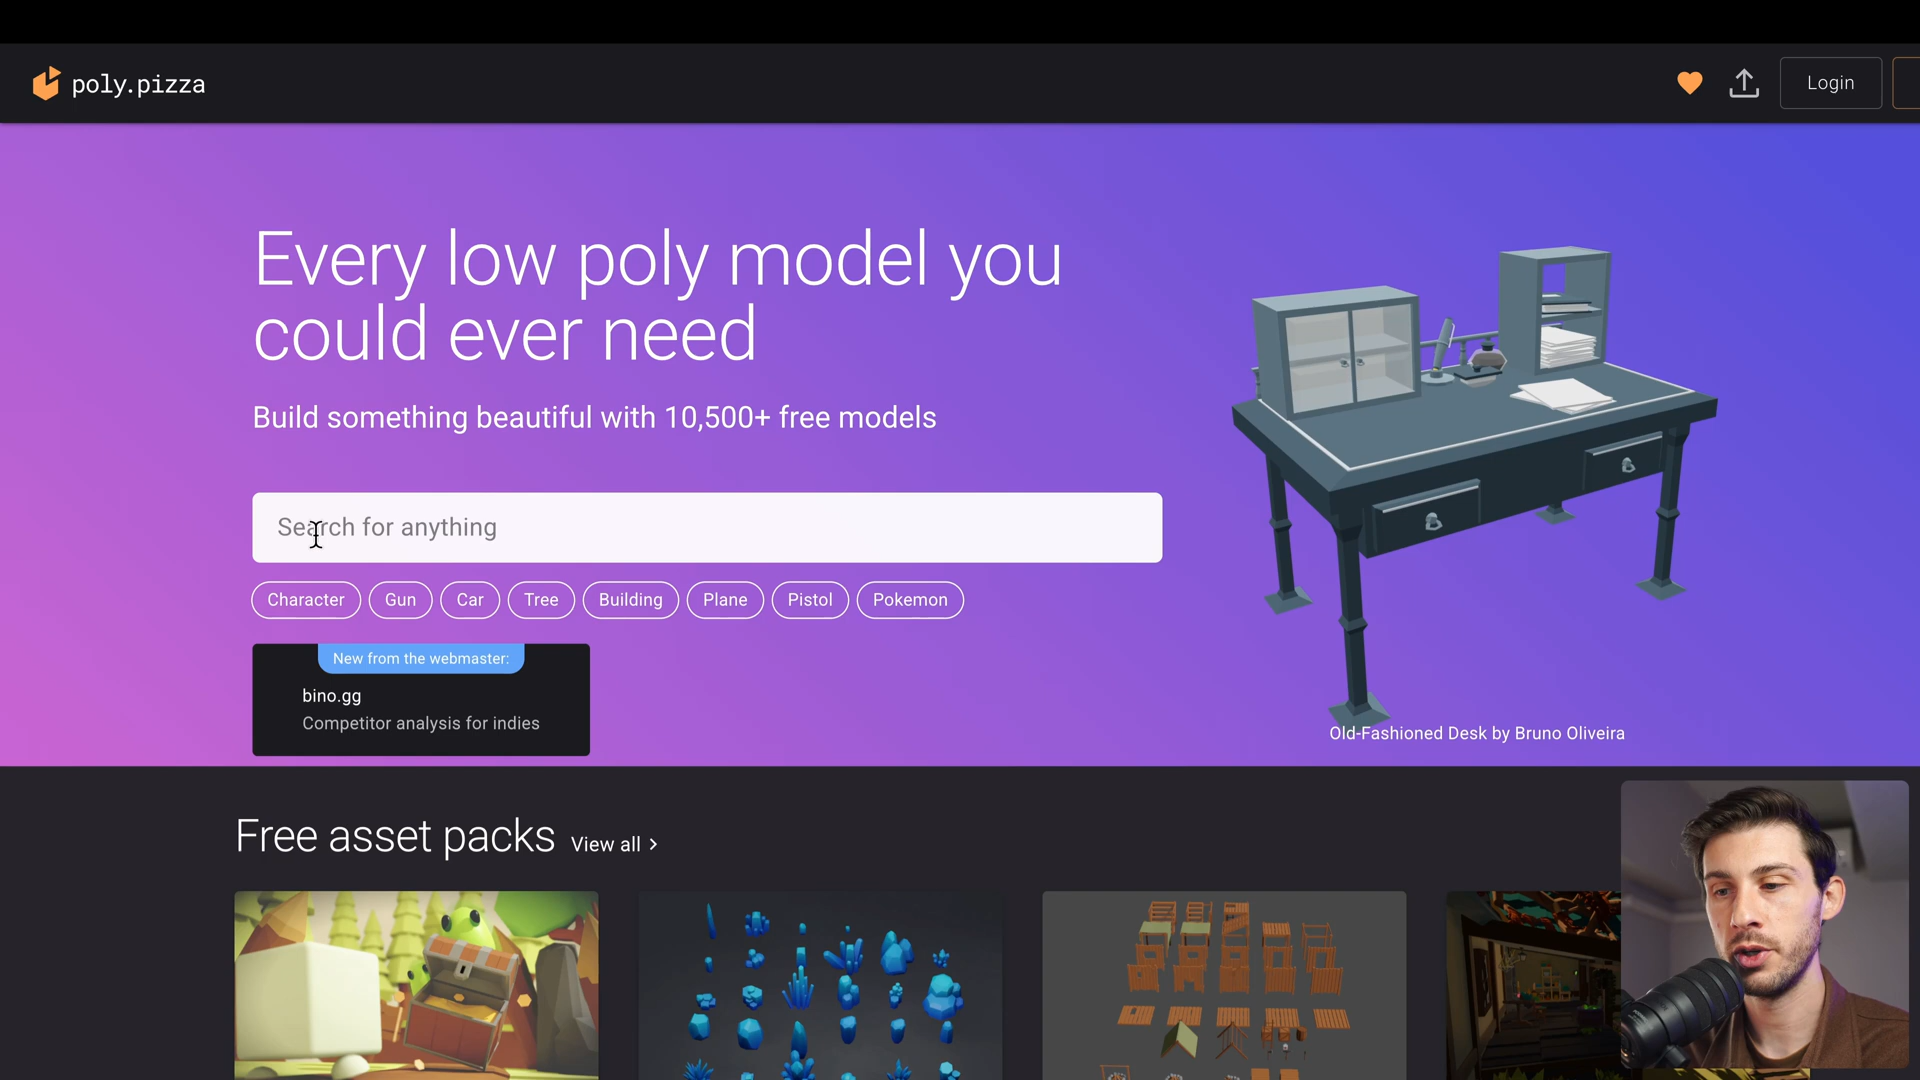 poly.pizza
Login
Every low poly model you
could ever need
Build something beautiful with 10,500+ free models
Search for anything
Character
Gun
Car
Tree
Building
Plane
Pistol
Pokemon
New from the webmaster:
bino.gg
Competitor analysis for indies
Old-Fashioned Desk by Bruno Oliveira
Free asset packs
View all >